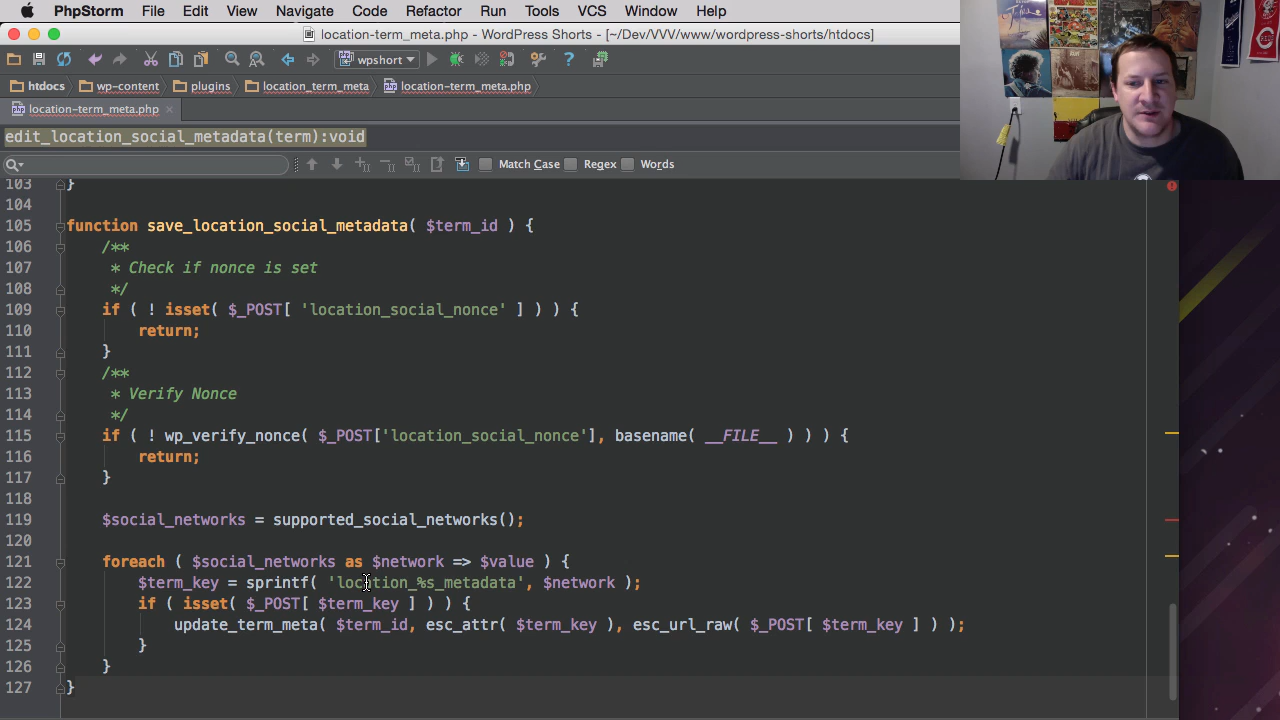 PhpStorm File Edit View Navigate Code Refactor Run Tools VCS Window Help
location-term_meta.php - WordPress Shorts - [~/Dev/VVV/www/wordpress-shorts/htdocs]
wpshort
htdocs wp-content plugins location_term_meta location-term_meta.php
location-term_meta.php
edit_location_social_metadata(term):void
Match Case Regex Words
103 }
104
105 function save_location_social_metadata( $term_id ) {
106 /**
107 * Check if nonce is set
108 */
109 if ( ! isset( $_POST[ 'location_social_nonce' ] ) ) {
110 return;
111 }
112 /**
113 * Verify Nonce
114 */
115 if ( ! wp_verify_nonce( $_POST['location_social_nonce'], basename( __FILE__ ) ) ) {
116 return;
117 }
118
119 $social_networks = supported_social_networks();
120
121 foreach ( $social_networks as $network => $value ) {
122 $term_key = sprintf( 'location_%s_metadata', $network );
123 if ( isset( $_POST[ $term_key ] ) ) {
124 update_term_meta( $term_id, esc_attr( $term_key ), esc_url_raw( $_POST[ $term_key ] ) );
125 }
126 }
127 }